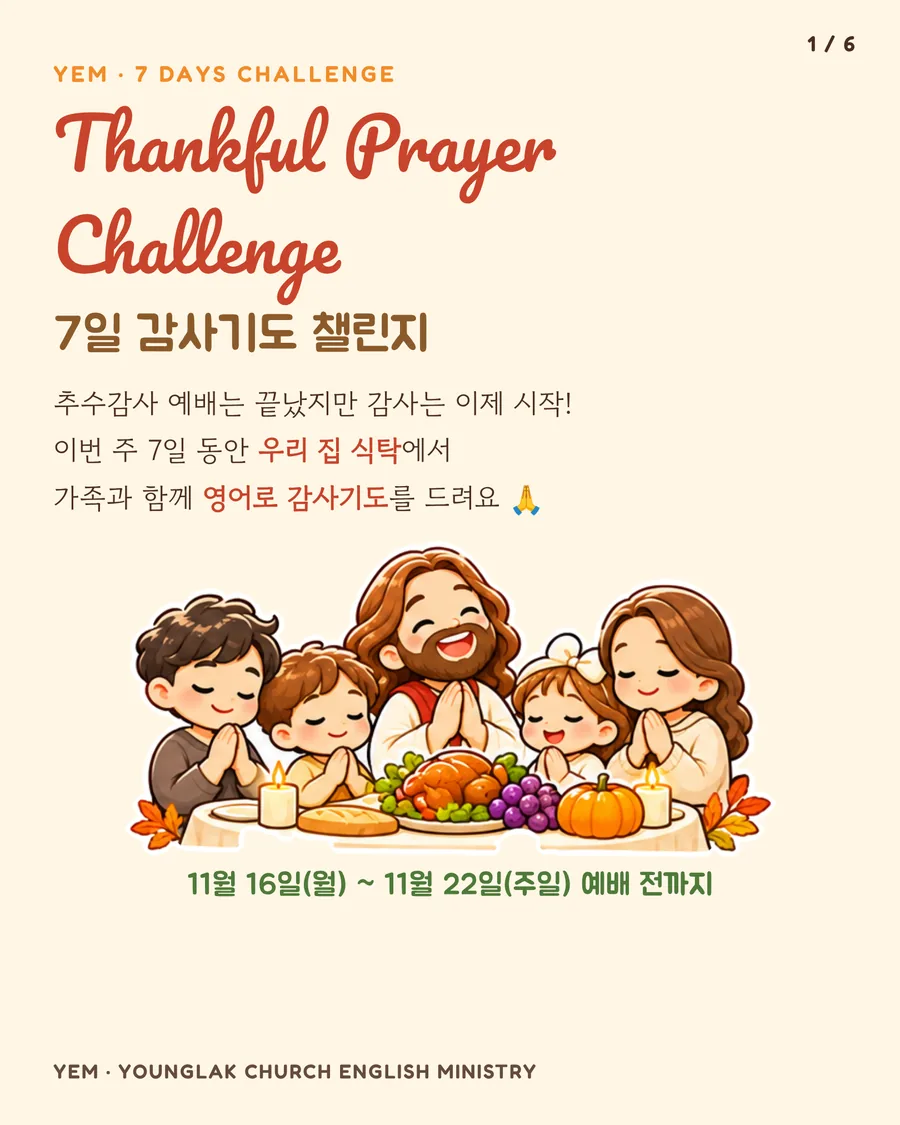 1 / 6
YEM · 7 DAYS CHALLENGE
Thankful Prayer
Challenge
7일 감사기도 챌린지
추수감사 예배는 끝났지만 감사는 이제 시작!
이번 주 7일 동안 우리 집 식탁에서
가족과 함께 영어로 감사기도를 드려요 🙏
11월 16일(월) ~ 11월 22일(주일) 예배 전까지
YEM · YOUNGLAK CHURCH ENGLISH MINISTRY